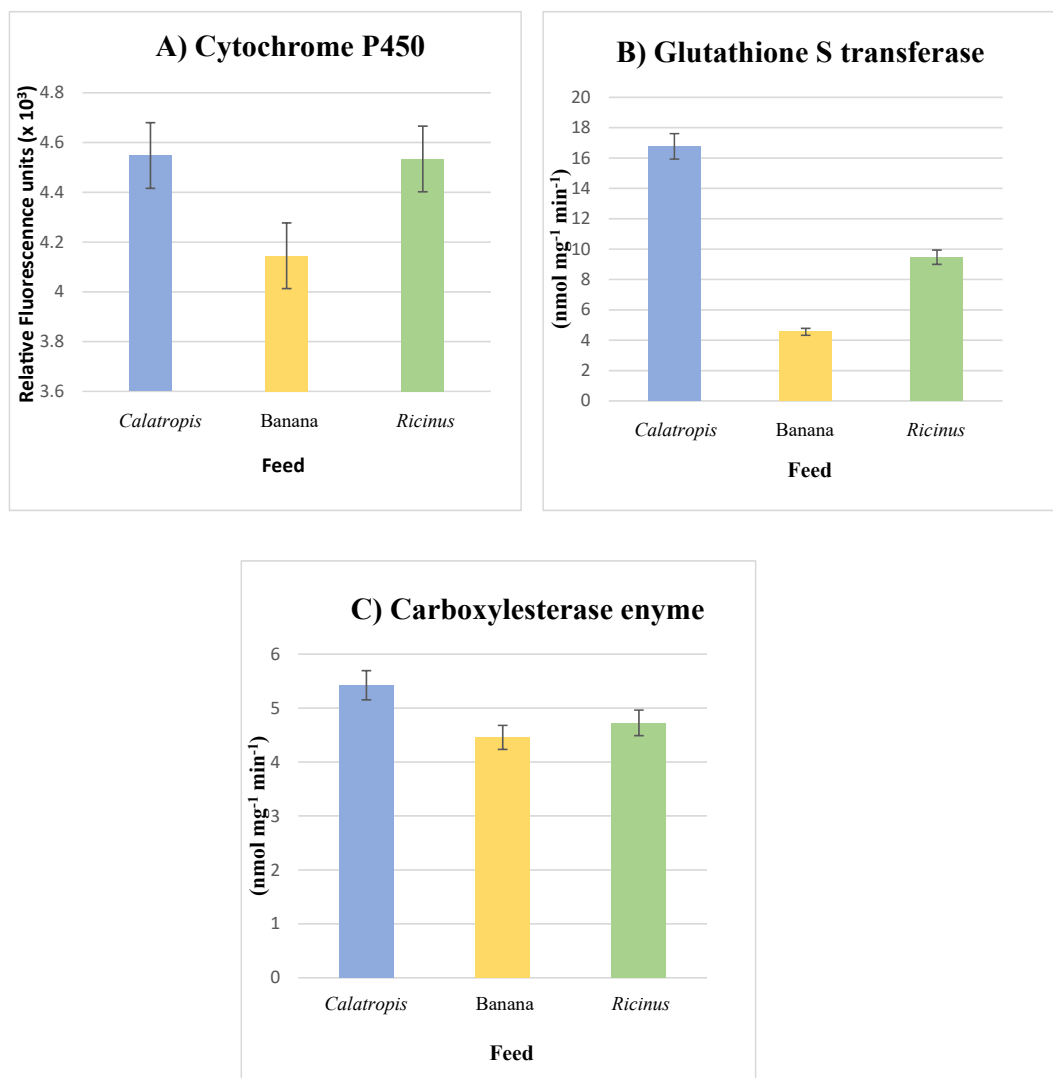 A) Cytochrome P450
Relative Fluorescennce units (x 10³)
4.8
4.6
4.4
4.2
4
3.8
3.6
Calatropis Banana Ricinus
Feed
B) Glutathione S transferase
(nmol mg⁻¹ min⁻¹)
20
18
16
14
12
10
8
6
4
2
0
Calatropis Banana Ricinus
Feed
C) Carboxylesterase enyme
(nmol mg⁻¹ min⁻¹)
6
5
4
3
2
1
0
Calatropis Banana Ricinus
Feed